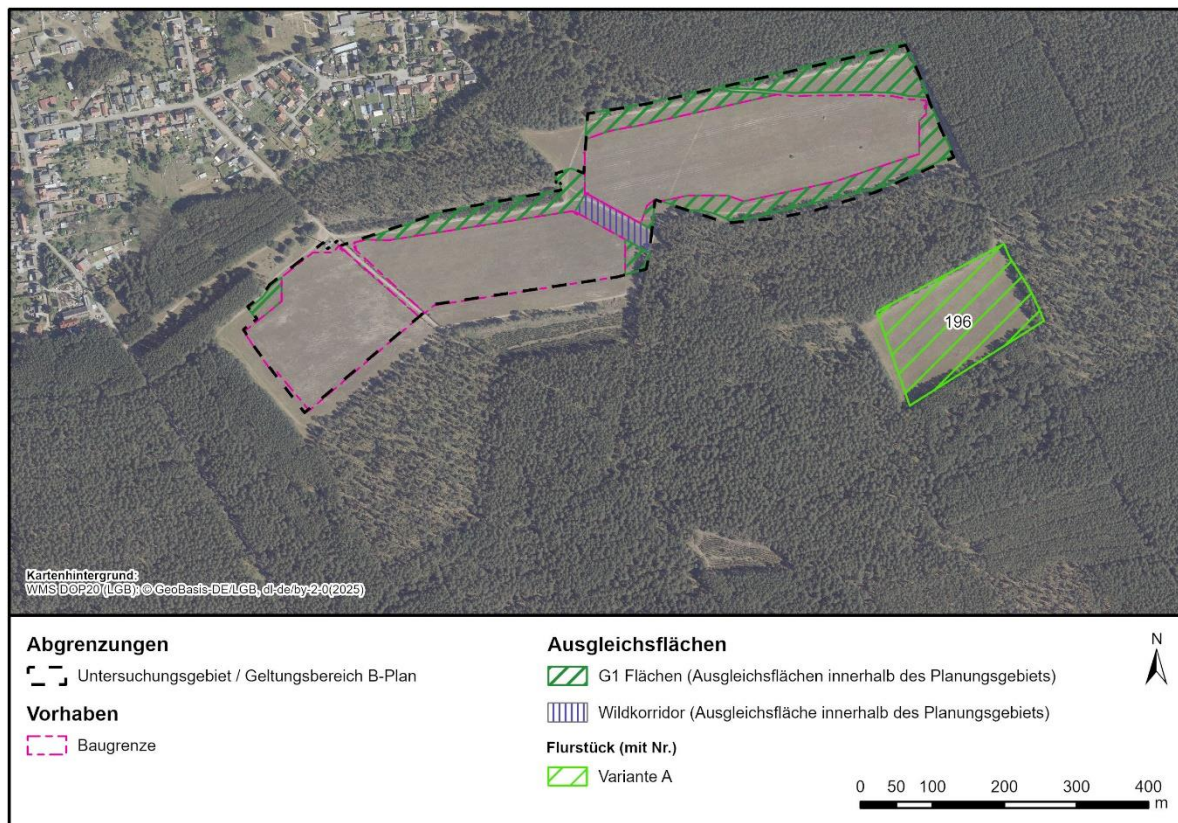 196
Kartenhintergrund:
WMS DOP20 (LGB): © GeoBasis-DE/LGB, dl-de/by-2-0(2025)
Abgrenzungen
Untersuchungsgebiet / Geltungsbereich B-Plan
Vorhaben
Baugrenze
Ausgleichsflächen
G1 Flächen (Ausgleichsflächen innerhalb des Planungsgebiets)
Wildkorridor (Ausgleichsfläche innerhalb des Planungsgebiets)
Flurstück (mit Nr.)
Variante A
N
0 50 100 200 300 400
m